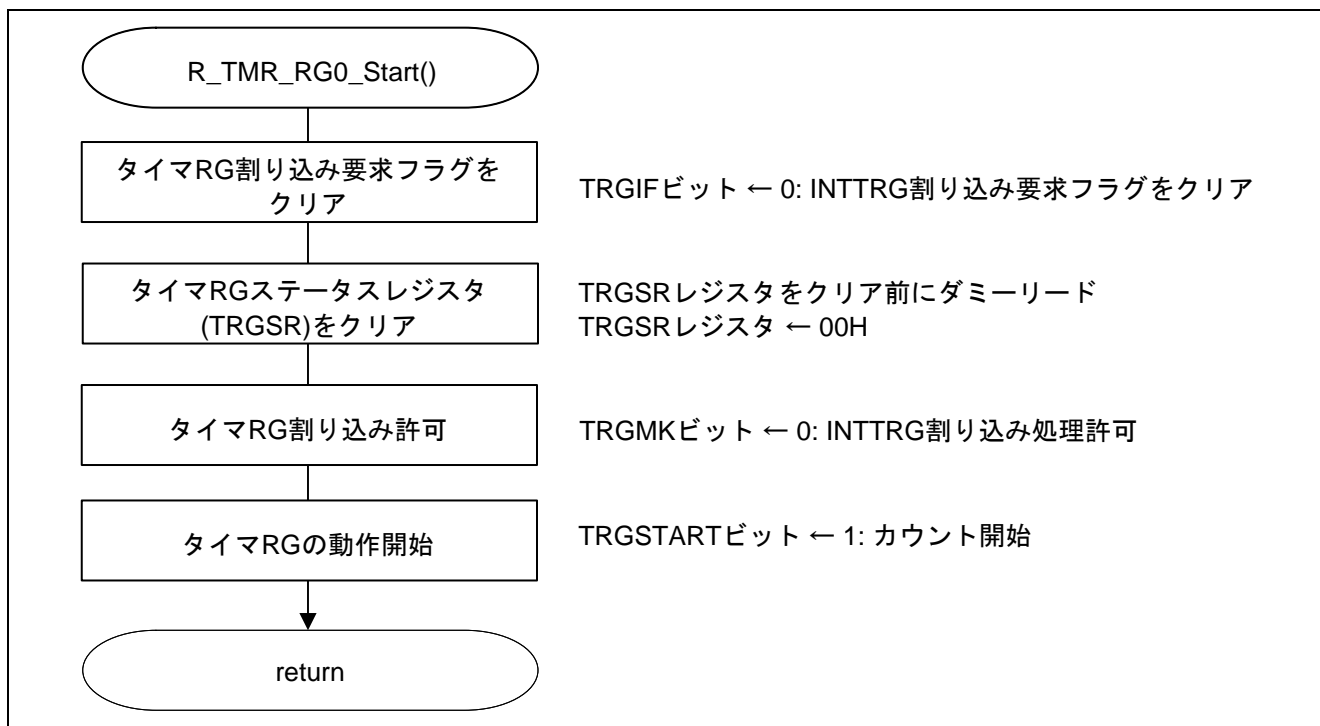 R_TMR_RG0_Start()
タイマRG割り込み要求フラグを
クリア
TRGIFビット ← 0: INTTRG割り込み要求フラグをクリア
タイマRGステータスレジスタ
(TRGSR)をクリア
TRGSRレジスタをクリア前にダミーリード
TRGSRレジスタ ← 00H
タイマRG割り込み許可
TRGMKビット ← 0: INTTRG割り込み処理許可
タイマRGの動作開始
TRGSTARTビット ← 1: カウント開始
return